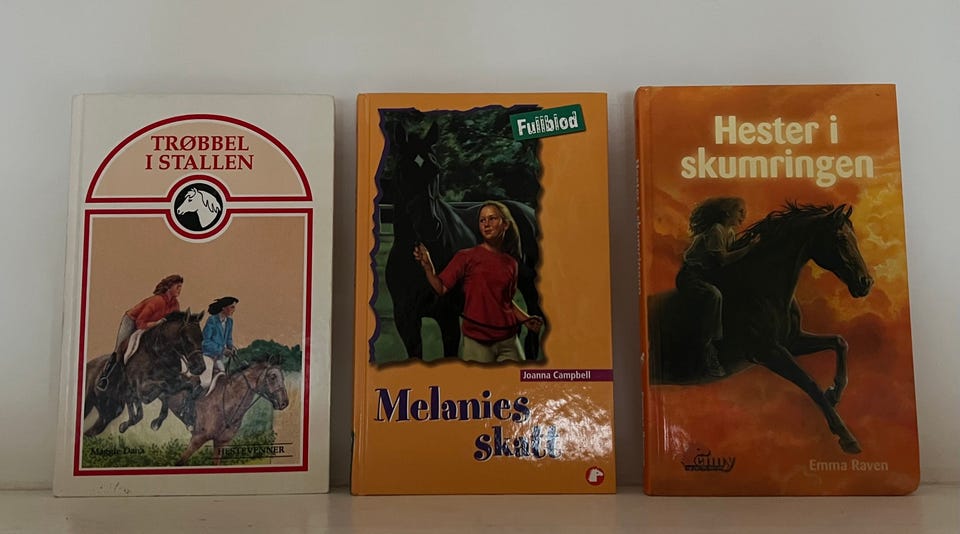 TRØBBEL
I STALLEN
Maggie Dana
HESTEVENNER
Fullblod
Joanna Campbell
Melanies
skatt
Hester i
skumringen
Emma Raven